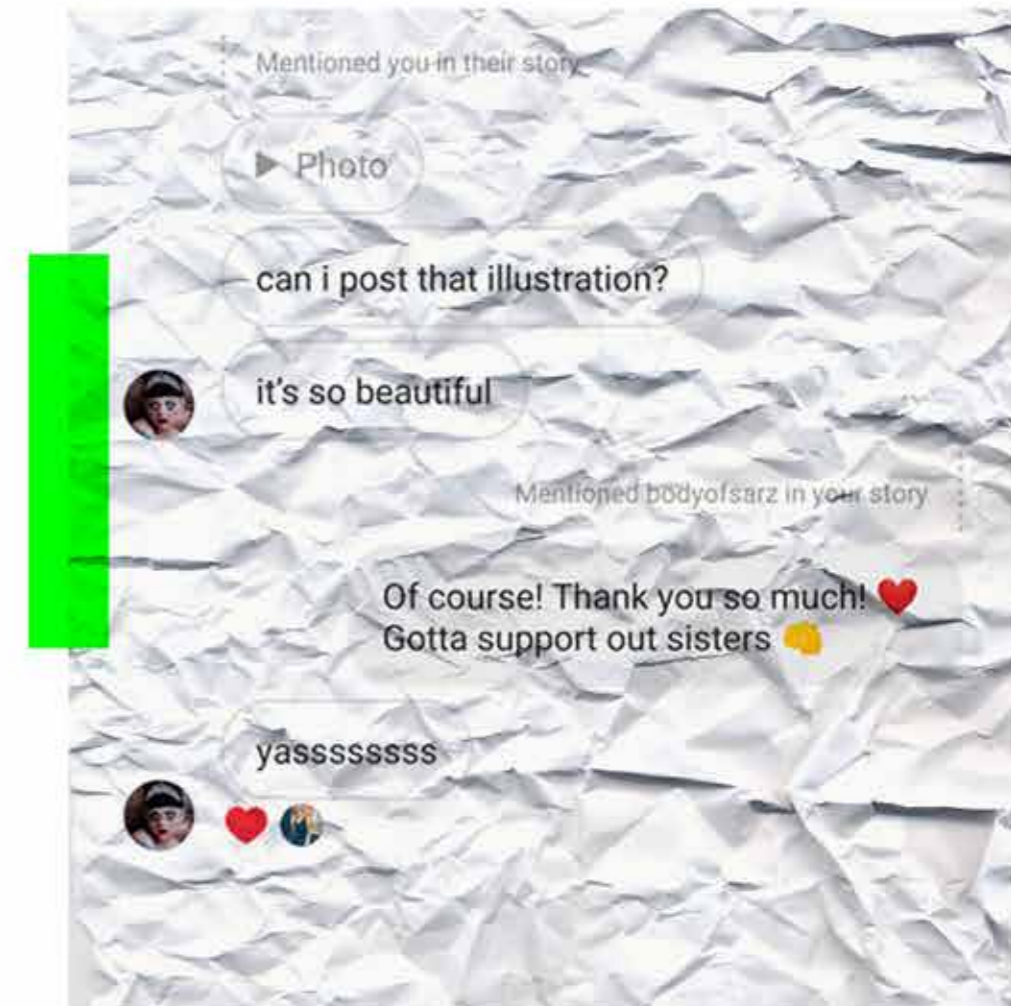 Mentioned you in their story
Photo
can i post that illustration?
it's so beautiful
Mentioned bodyofsarz in your story
Of course! Thank you so much! ❤️
Gotta support out sisters 👊
yasssssssss